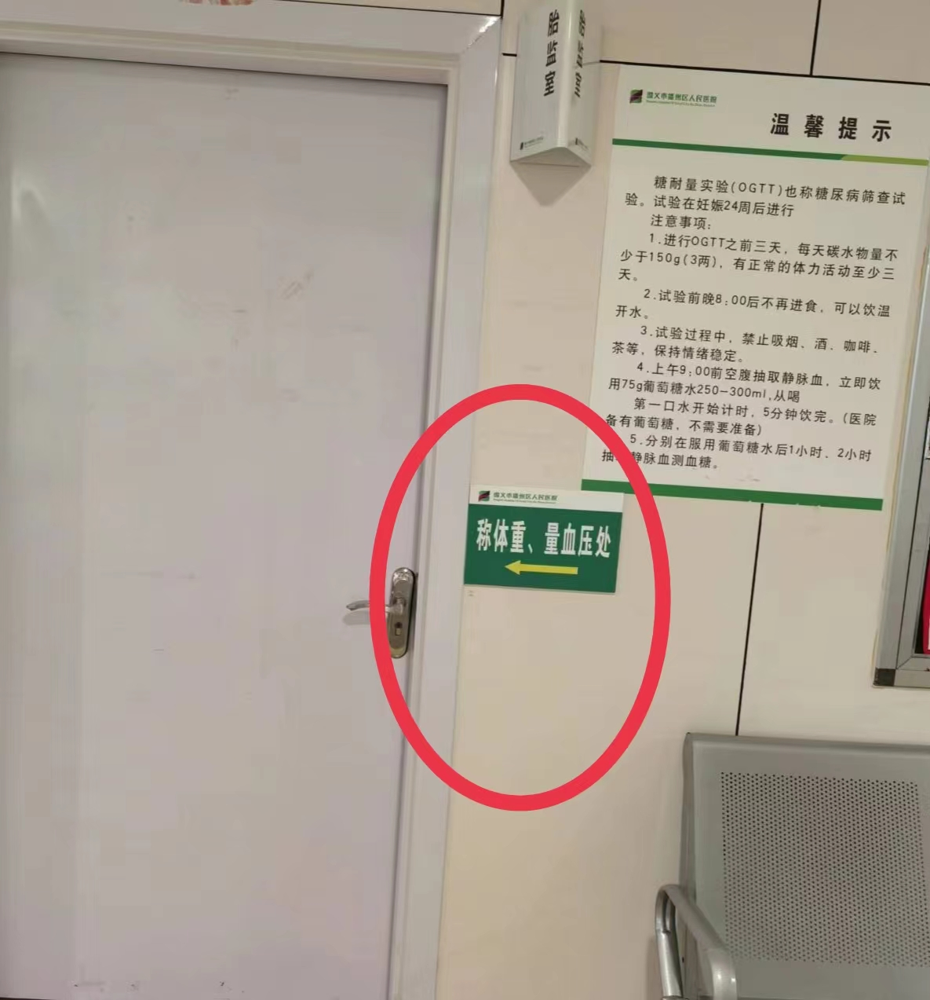 胎监室
胎监室
遵义市播州区人民医院
温馨提示
糖耐量实验(OGTT)也称糖尿病筛查试
验。试验在妊娠24周后进行
注意事项:
1.进行OGTT之前三天，每天碳水物量不
少于150g(3两)，有正常的体力活动至少三
天。
2.试验前晚8:00后不再进食，可以饮温
开水。
3.试验过程中，禁止吸烟、酒、咖啡、
茶等，保持情绪稳定。
4.上午9:00前空腹抽取静脉血，立即饮
用75g葡萄糖水250-300ml,从喝
第一口水开始计时，5分钟饮完。(医院
备有葡萄糖，不需要准备)
5.分别在服用葡萄糖水后1小时、2小时
抽 静脉血测血糖。
遵义市播州区人民医院
称体重、量血压处